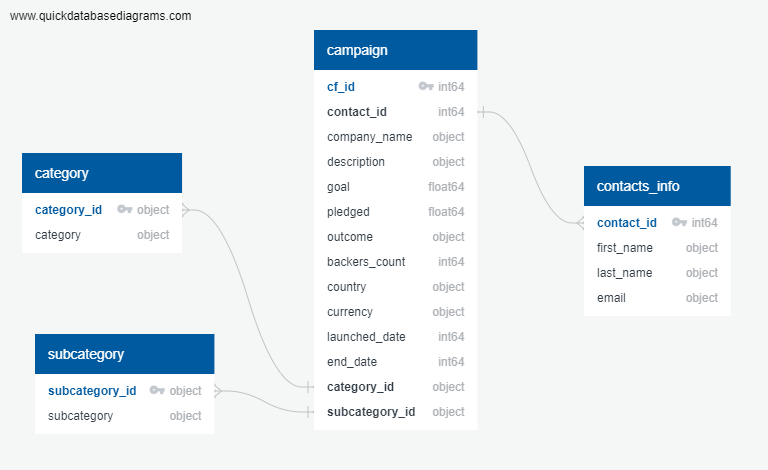 www.quickdatabasediagrams.com
campaign
cf_id int64
contact_id int64
company_name object
description object
goal float64
pledged float64
outcome object
backers_count int64
country object
currency object
launched_date int64
end_date int64
category_id object
subcategory_id object
category
category_id object
category object
subcategory
subcategory_id object
subcategory object
contacts_info
contact_id int64
first_name object
last_name object
email object